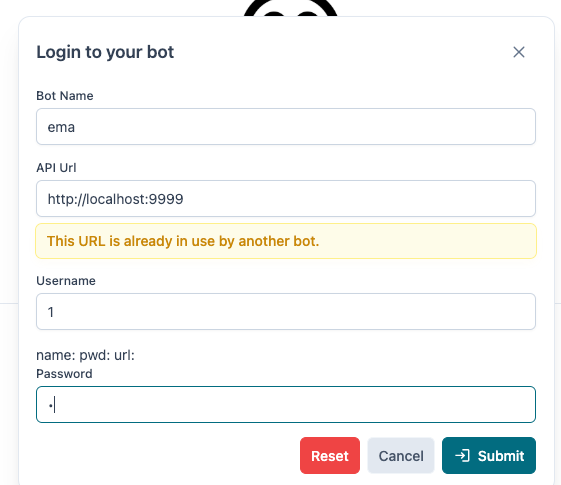 Login to your bot
Bot Name
ema
API Url
http://localhost:9999
This URL is already in use by another bot.
Username
1
name: pwd: url:
Password
•
Reset Cancel Submit